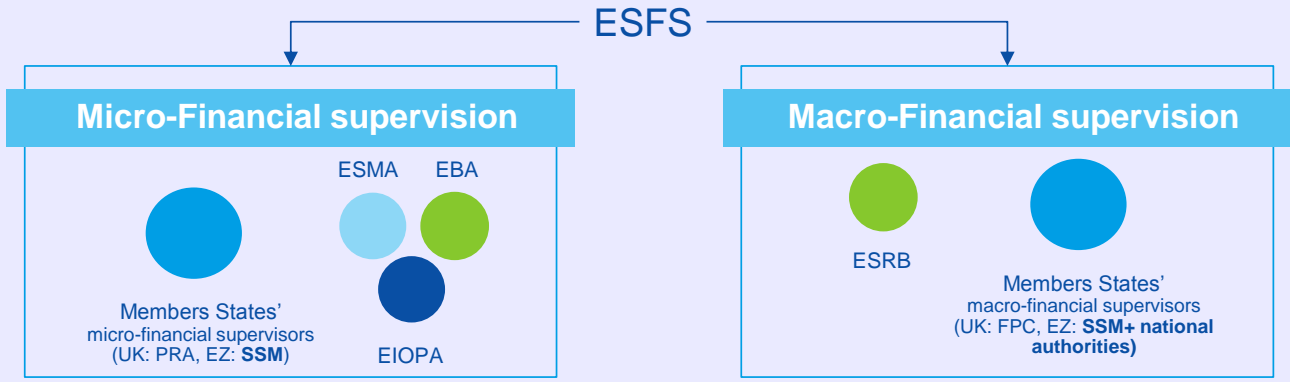 ESFS
Micro-Financial supervision
ESMA
EBA
Members States’
micro-financial supervisors
(UK: PRA, EZ: SSM)
EIOPA
Macro-Financial supervision
ESRB
Members States’
macro-financial supervisors
(UK: FPC, EZ: SSM+ national
authorities)